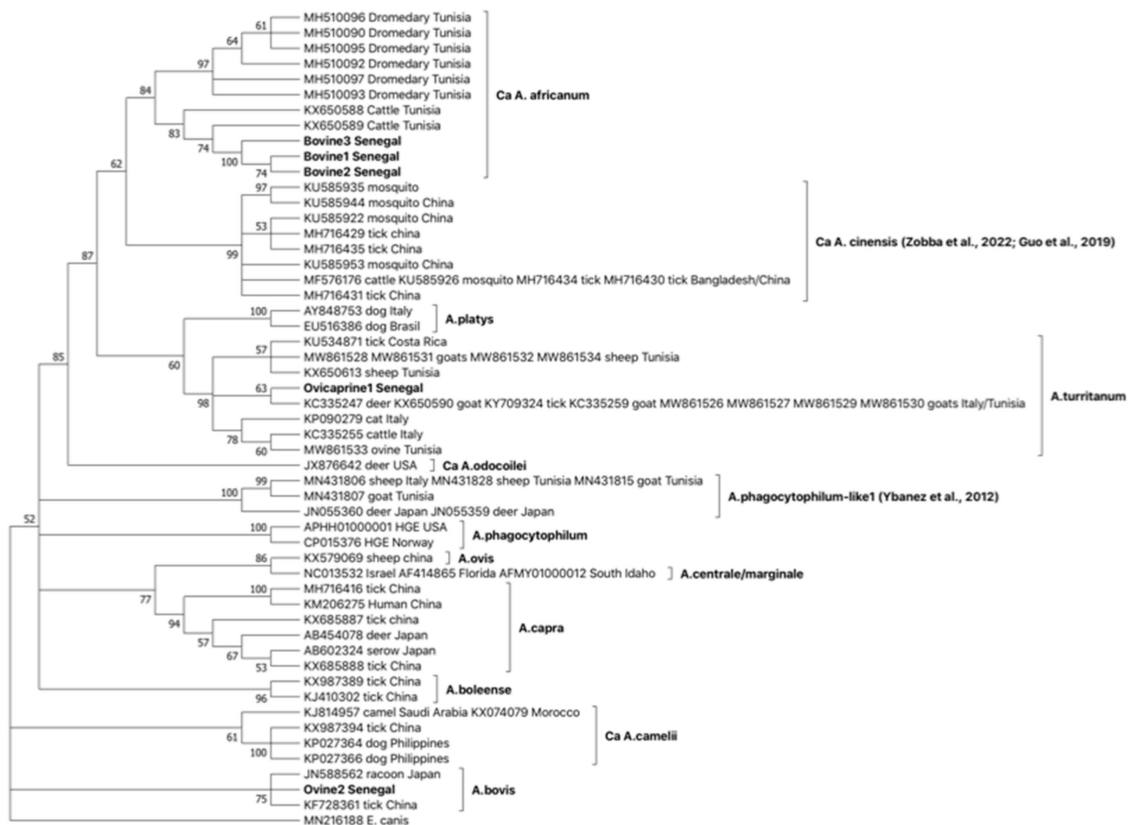 MH510096 Dromedary Tunisia
61
MH510090 Dromedary Tunisia
64
MH510095 Dromedary Tunisia
MH510092 Dromedary Tunisia
97
MH510097 Dromedary Tunisia
84
MH510093 Dromedary Tunisia
Ca A. africanum
KX650588 Cattle Tunisia
83
KX650589 Cattle Tunisia
74
Bovine3 Senegal
100
Bovine1 Senegal
62
74
Bovine2 Senegal
97
KU585935 mosquito
KU585944 mosquito China
KU585922 mosquito China
53
MH716429 tick china
MH716435 tick China
99
Ca A. cinensis (Zobba et al., 2022; Guo et al., 2019)
87
KU585953 mosquito China
MF576176 cattle KU585926 mosquito MH716434 tick MH716430 tick Bangladesh/China
MH716431 tick China
100
AY848753 dog Italy
EU516386 dog Brasil
A.platys
KU534871 tick Costa Rica
57
85
60
MW861528 MW861531 goats MW861532 MW861534 sheep Tunisia
KX650613 sheep Tunisia
63
Ovicaprine1 Senegal
98
KC335247 deer KX650590 goat KY709324 tick KC335259 goat MW861526 MW861527 MW861529 MW861530 goats Italy/Tunisia
A.turritanum
KP090279 cat Italy
78
KC335255 cattle Italy
60
MW861533 ovine Tunisia
JX876642 deer USA
Ca A.odocoilei
99
MN431806 sheep Italy MN431828 sheep Tunisia MN431815 goat Tunisia
100
MN431807 goat Tunisia
A.phagocytophilum-like1 (Ybanez et al., 2012)
JN055360 deer Japan JN055359 deer Japan
52
100
APHH01000001 HGE USA
CP015376 HGE Norway
A.phagocytophilum
86
KX579069 sheep china
A.ovis
NC013532 Israel AF414865 Florida AFMY01000012 South Idaho
A.centrale/marginale
77
100
MH716416 tick China
KM206275 Human China
94
KX685887 tick china
A.capra
57
AB454078 deer Japan
67
AB602324 serow Japan
53
KX685888 tick China
KX987389 tick China
96
KJ410302 tick China
A.boleense
KJ814957 camel Saudi Arabia KX074079 Morocco
61
KX987394 tick China
Ca A.camelii
100
KP027364 dog Philippines
KP027366 dog Philippines
JN588562 racoon Japan
Ovine2 Senegal
A.bovis
75
KF728361 tick China
MN216188 E. canis